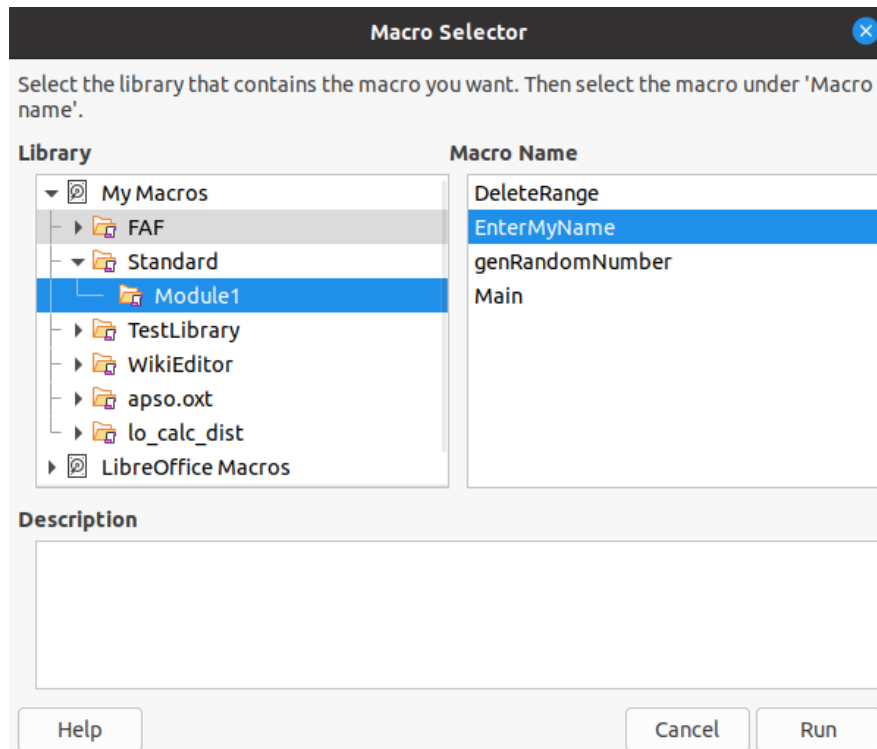 Macro Selector
Select the library that contains the macro you want. Then select the macro under 'Macro
name'.
Library
Macro Name
My Macros
FAF
Standard
Module1
TestLibrary
WikiEditor
apso.oxt
lo_calc_dist
LibreOffice Macros
DeleteRange
EnterMyName
genRandomNumber
Main
Description
Help
Cancel
Run